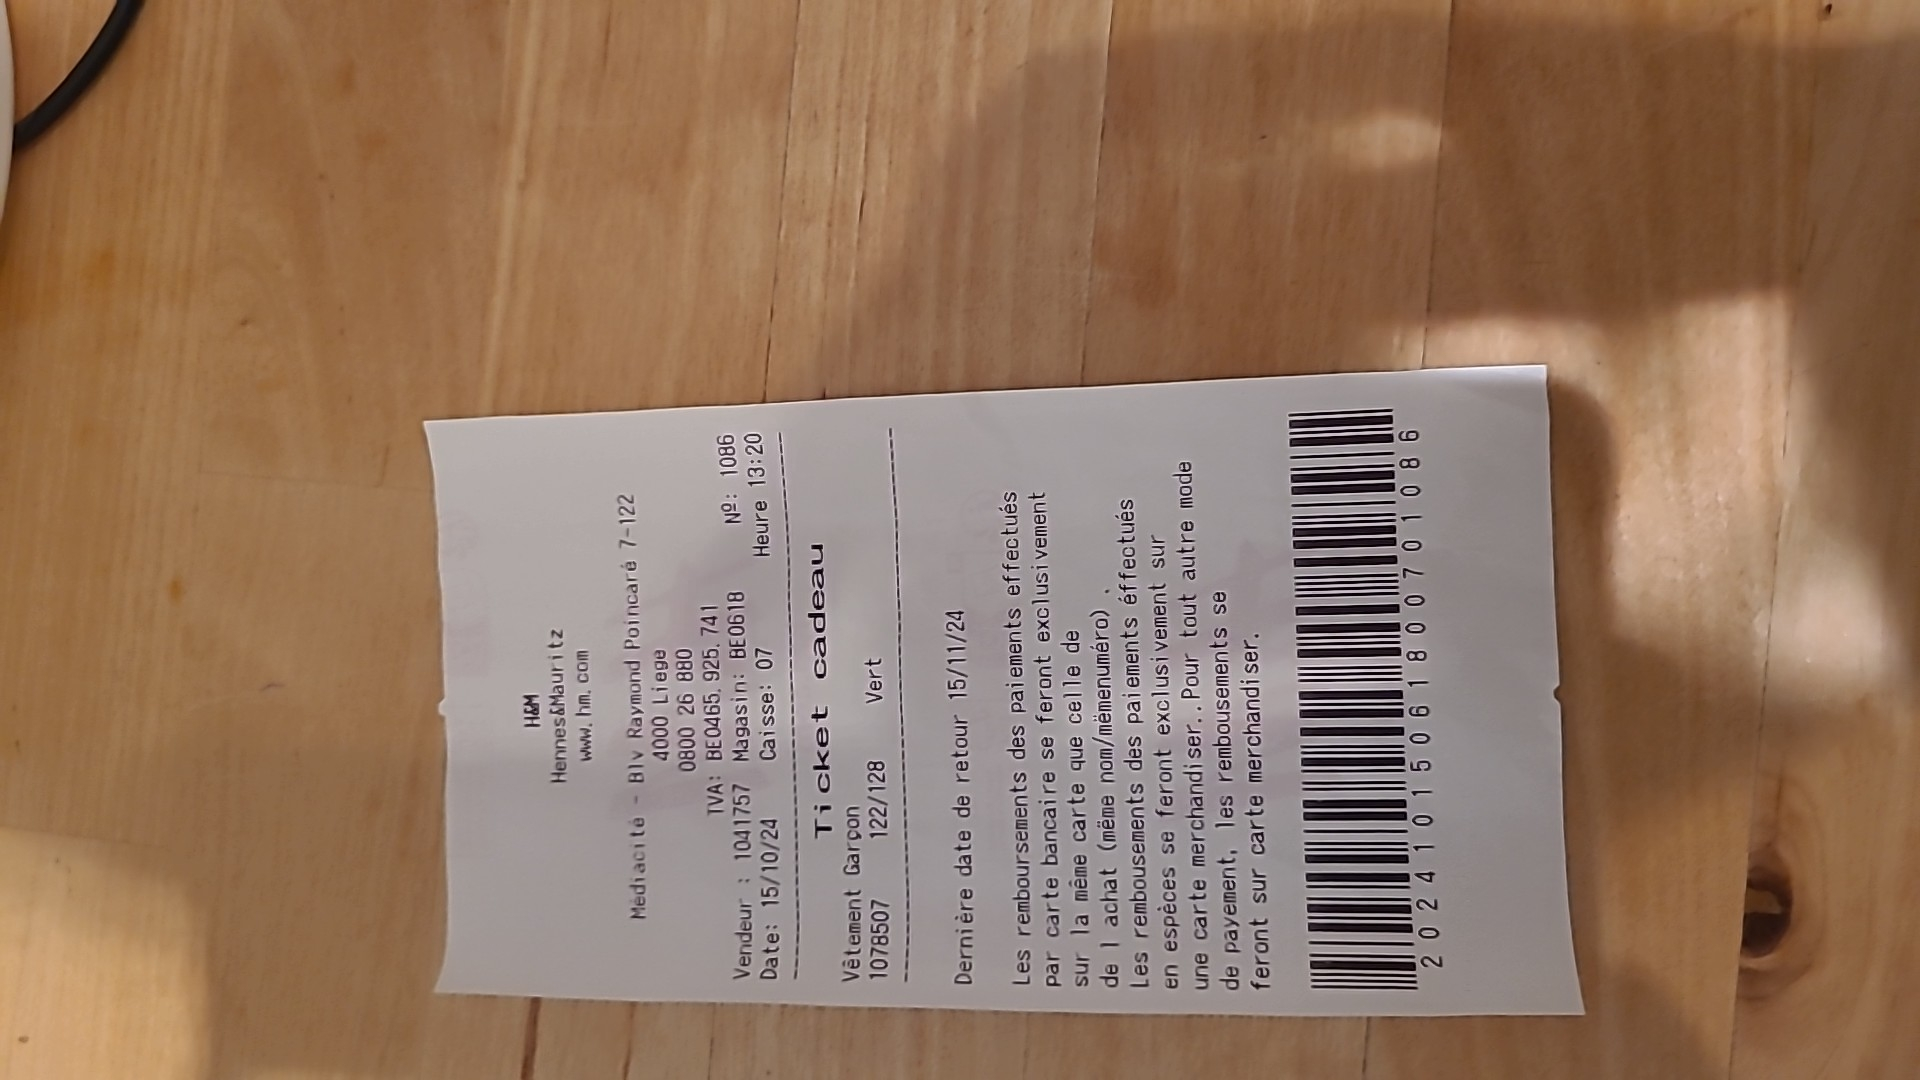 H&M
Hennes&Mauritz
www.hm.com
Médiacité - Blv Raymond Poincaré 7-122
4000 Liege
0800 26 880
TVA: BE0465.925.741
Vendeur : 1041757 Magasin: BE0618 Nº: 1086
Date: 15/10/24 Caisse: 07 Heure 13:20
Ticket cadeau
Vêtement Garçon
1078507 122/128 Vert
Dernière date de retour 15/11/24
Les remboursements des paiements effectués
par carte bancaire se feront exclusivement
sur la même carte que celle de
de l achat (même nom/mëmenuméro) .
Les rembousements des paiements éffectués
en espèces se feront exclusivement sur
une carte merchandiser..Pour tout autre mode
de payement, les rembousements se
feront sur carte merchandiser.
2024101506180070 1086